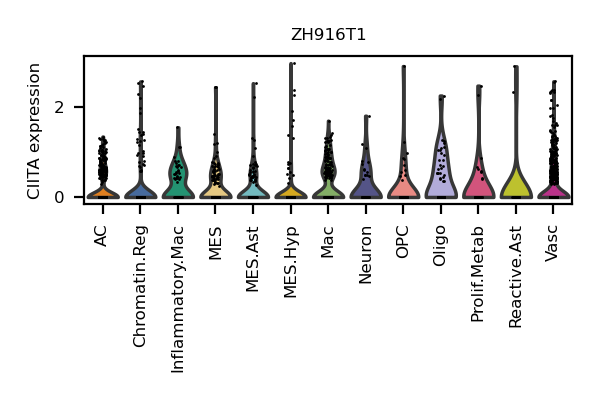 ZH916T1
CIITA expression
2
0
AC
Chromatin.Reg
Inflammatory.Mac
MES
MES.Ast
MES.Hyp
Mac
Neuron
OPC
Oligo
Prolif.Metab
Reactive.Ast
Vasc